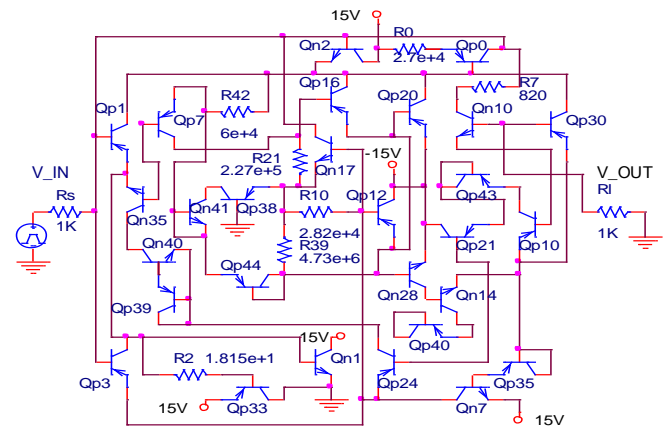 15V
R0
Qn2
2.7e+4
Qp0
Qp16
R7
820
Qp1
R42
Qp20
Qn10
Qp7
Qp30
6e+4
R21
-15V
2.27e+5
Qn17
V_IN
V_OUT
Rs
R10
Qp12
Qp43
Rl
1K
Qn35
Qn41
Qp38
2.82e+4
1K
Qn40
R39
Qp21
Qp10
4.73e+6
Qp44
Qn28
Qn14
Qp39
Qp40
15V
R2
1.815e+1
Qn1
Qp3
Qp24
Qp35
15V
Qp33
Qn7
15V